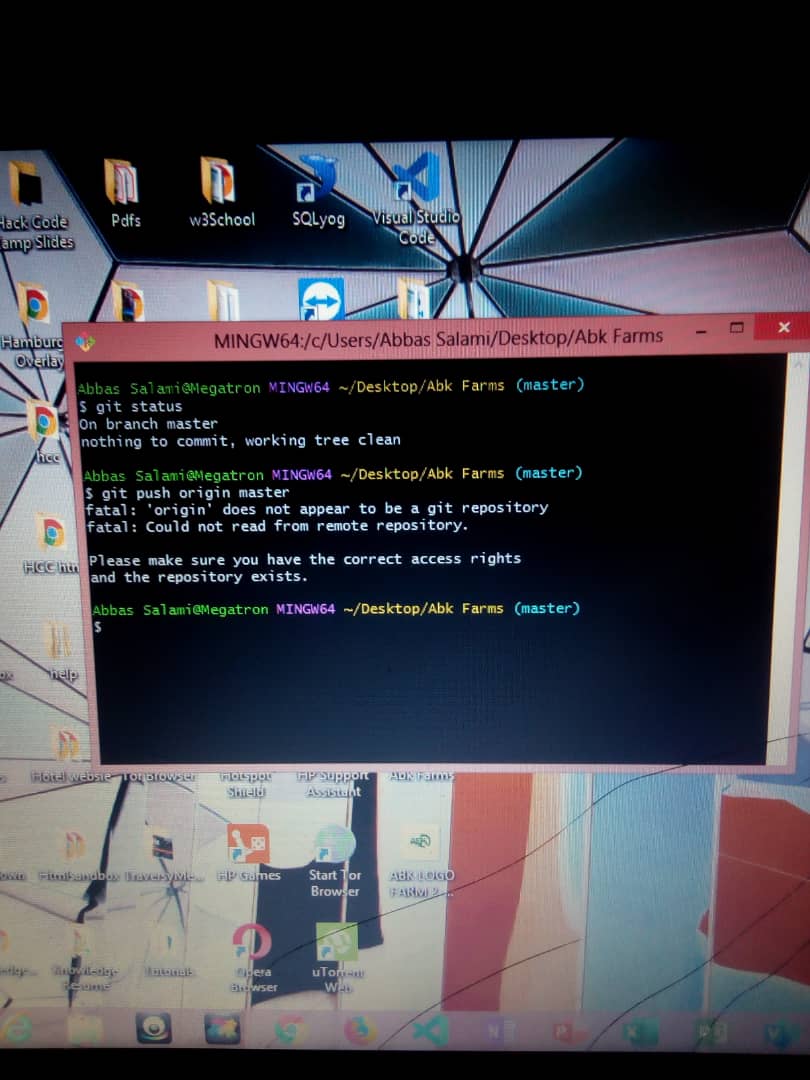 Hack Code
Camp Slides
Pdfs
w3School
SQLyog
Visual Studio
Code
Hamburg
Overlay
MINGW64:/c/Users/Abbas Salami/Desktop/Abk Farms
Abbas Salami@Megatron MINGW64 ~/Desktop/Abk Farms (master)
$ git status
On branch master
nothing to commit, working tree clean
Abbas Salami@Megatron MINGW64 ~/Desktop/Abk Farms (master)
$ git push origin master
fatal: 'origin' does not appear to be a git repository
fatal: Could not read from remote repository.
Please make sure you have the correct access rights
and the repository exists.
Abbas Salami@Megatron MINGW64 ~/Desktop/Abk Farms (master)
$
hcc
HCC htm
help
Hotel websie
Tor Browser
Hotspot
Shield
HP Support
Assistant
Abk Farms
Htmlsandbox
TraversyMe...
HP Games
Start Tor
Browser
ABK LOGO
FARM 2 ...
Knowledge
Resume
Tutorials
Opera
Browser
uTorrent
Web